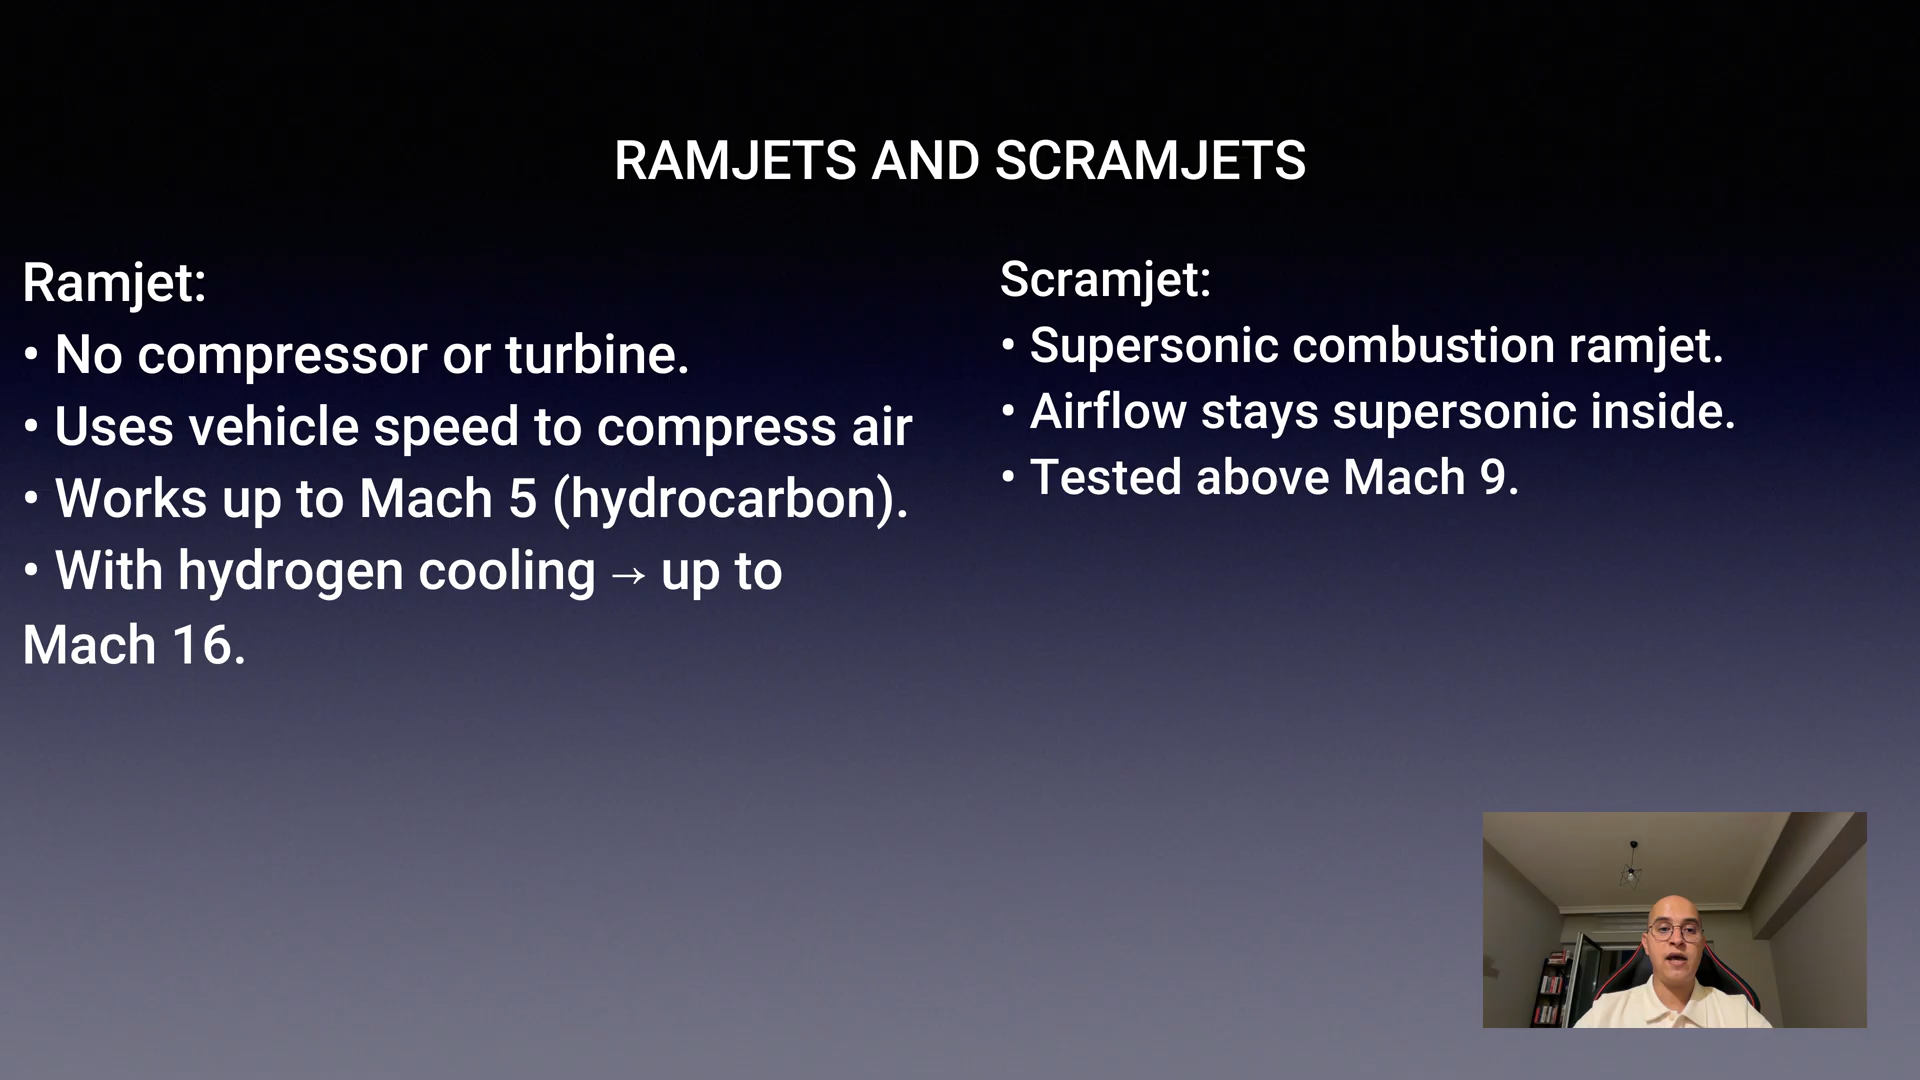 RAMJETS AND SCRAMJETS
Ramjet:
• No compressor or turbine.
• Uses vehicle speed to compress air
• Works up to Mach 5 (hydrocarbon).
• With hydrogen cooling → up to
Mach 16.
Scramjet:
• Supersonic combustion ramjet.
• Airflow stays supersonic inside.
• Tested above Mach 9.